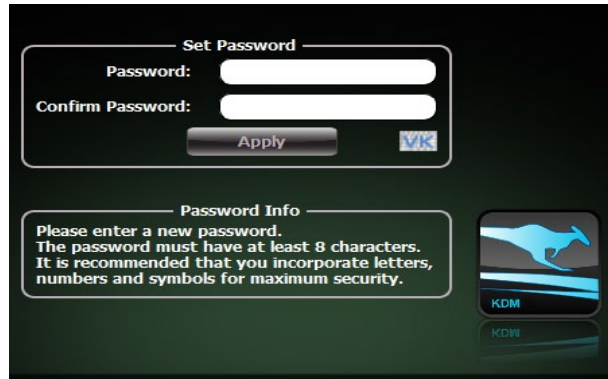 Set Password
Password:
Confirm Password:
Apply
VK
Password Info
Please enter a new password.
The password must have at least 8 characters.
It is recommended that you incorporate letters,
numbers and symbols for maximum security.
KDM